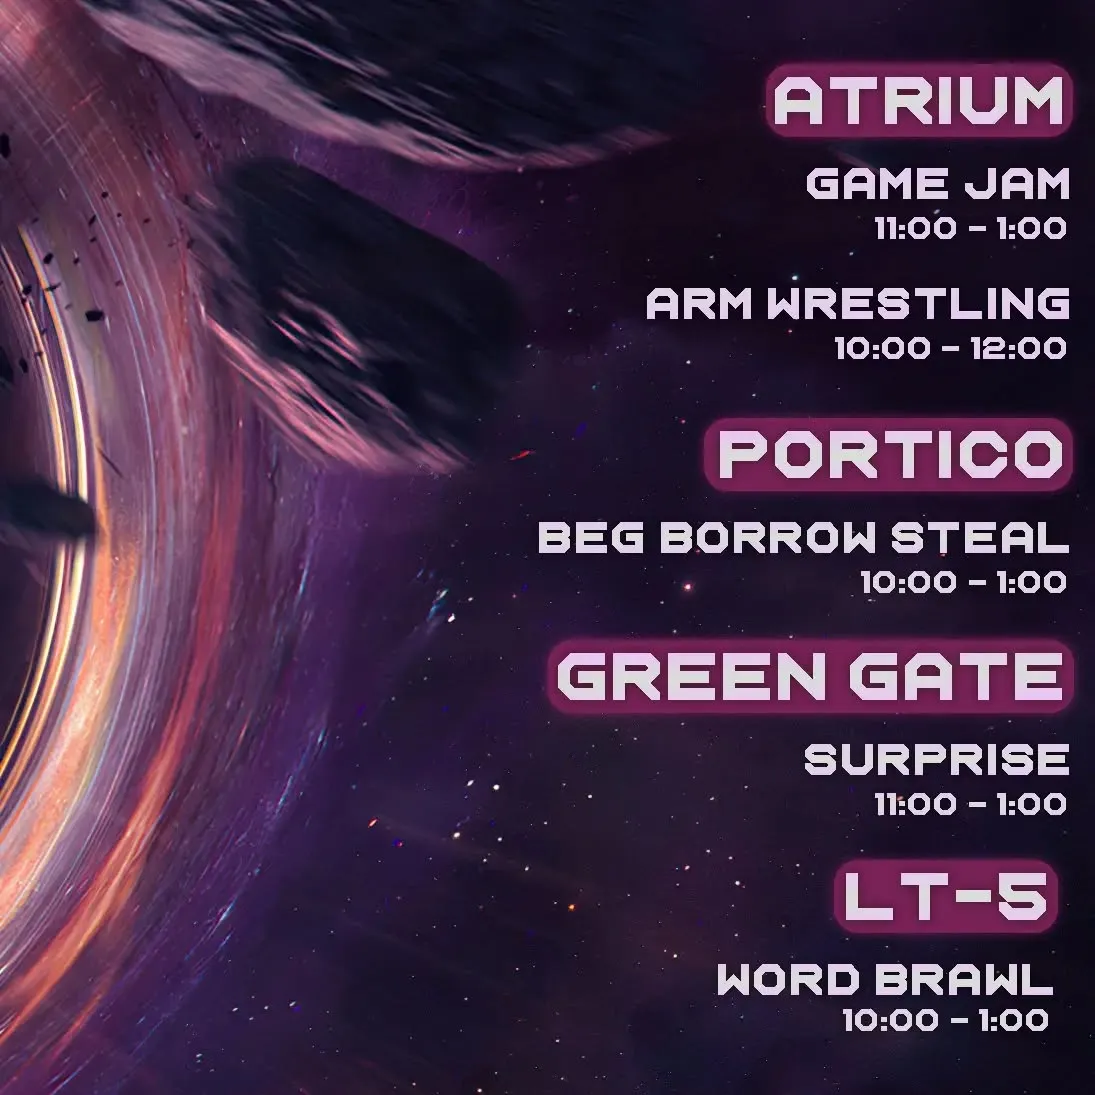 ATRIUM
GAME JAM
11:00 - 1:00
ARM WRESTLING
10:00 - 12:00
PORTICO
BEG BORROW STEAL
10:00 - 1:00
GREEN GATE
SURPRISE
11:00 - 1:00
LT-5
WORD BRAWL
10:00 - 1:00